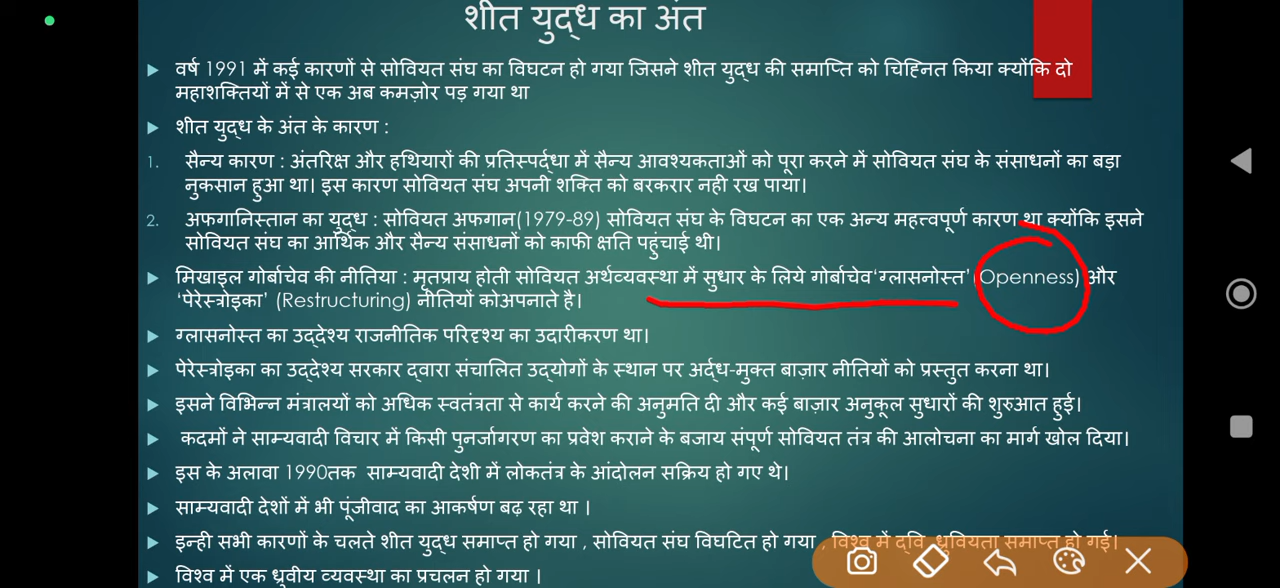 शीत युद्ध का अंत
वर्ष 1991 में कई कारणों से सोवियत संघ का विघटन हो गया जिसने शीत युद्ध की समाप्ति को चिह्नित किया क्योंकि दो
महाशक्तियों में से एक अब कमज़ोर पड़ गया था
शीत युद्ध के अंत के कारण :
1. सैन्य कारण : अंतरिक्ष और हथियारों की प्रतिस्पर्द्धा में सैन्य आवश्यकताओं को पूरा करने में सोवियत संघ के संसाधनों का बड़ा
नुकसान हुआ था। इस कारण सोवियत संघ अपनी शक्ति को बरकरार नही रख पाया।
2. अफगानिस्तान का युद्ध : सोवियत अफगान(1979-89) सोवियत संघ के विघटन का एक अन्य महत्त्वपूर्ण कारण था क्योंकि इसने
सोवियत संघ का आर्थिक और सैन्य संसाधनों को काफी क्षति पहुंचाई थी।
मिखाइल गोर्बाचेव की नीतिया : मृतप्राय होती सोवियत अर्थव्यवस्था में सुधार के लिये गोर्बाचेव‘ग्लासनोस्त’ (Openness) और
‘पेरेस्त्रोइका’ (Restructuring) नीतियों कोअपनाते है।
ग्लासनोस्त का उद्देश्य राजनीतिक परिदृश्य का उदारीकरण था।
पेरेस्त्रोइका का उद्देश्य सरकार द्वारा संचालित उद्योगों के स्थान पर अर्द्ध-मुक्त बाज़ार नीतियों को प्रस्तुत करना था।
इसने विभिन्न मंत्रालयों को अधिक स्वतंत्रता से कार्य करने की अनुमति दी और कई बाज़ार अनुकूल सुधारों की शुरुआत हुई।
कदमों ने साम्यवादी विचार में किसी पुनर्जागरण का प्रवेश कराने के बजाय संपूर्ण सोवियत तंत्र की आलोचना का मार्ग खोल दिया।
इस के अलावा 1990तक साम्यवादी देशी में लोकतंत्र के आंदोलन सक्रिय हो गए थे।
साम्यवादी देशों में भी पूंजीवाद का आकर्षण बढ़ रहा था ।
इन्ही सभी कारणों के चलते शीत युद्ध समाप्त हो गया , सोवियत संघ विघटित हो गया , विश्व में द्वि ध्रुवियता समाप्त हो गई।
विश्व में एक ध्रुवीय व्यवस्था का प्रचलन हो गया ।